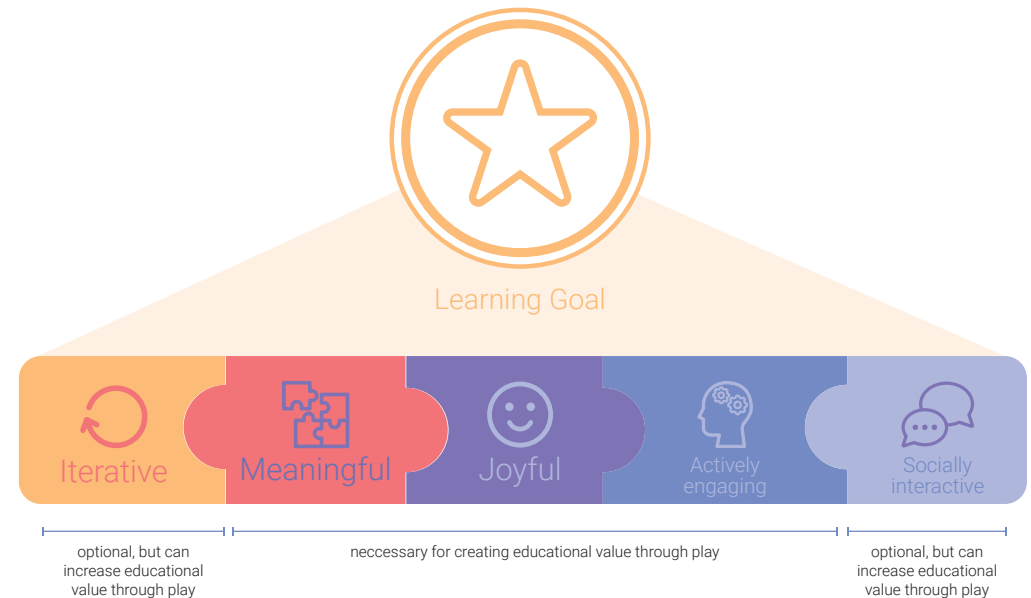 Learning Goal
Iterative
Meaningful
Joyful
Actively
engaging
Socially
interactive
optional, but can
increase educational
value through play
neccessary for creating educational value through play
optional, but can
increase educational
value through play